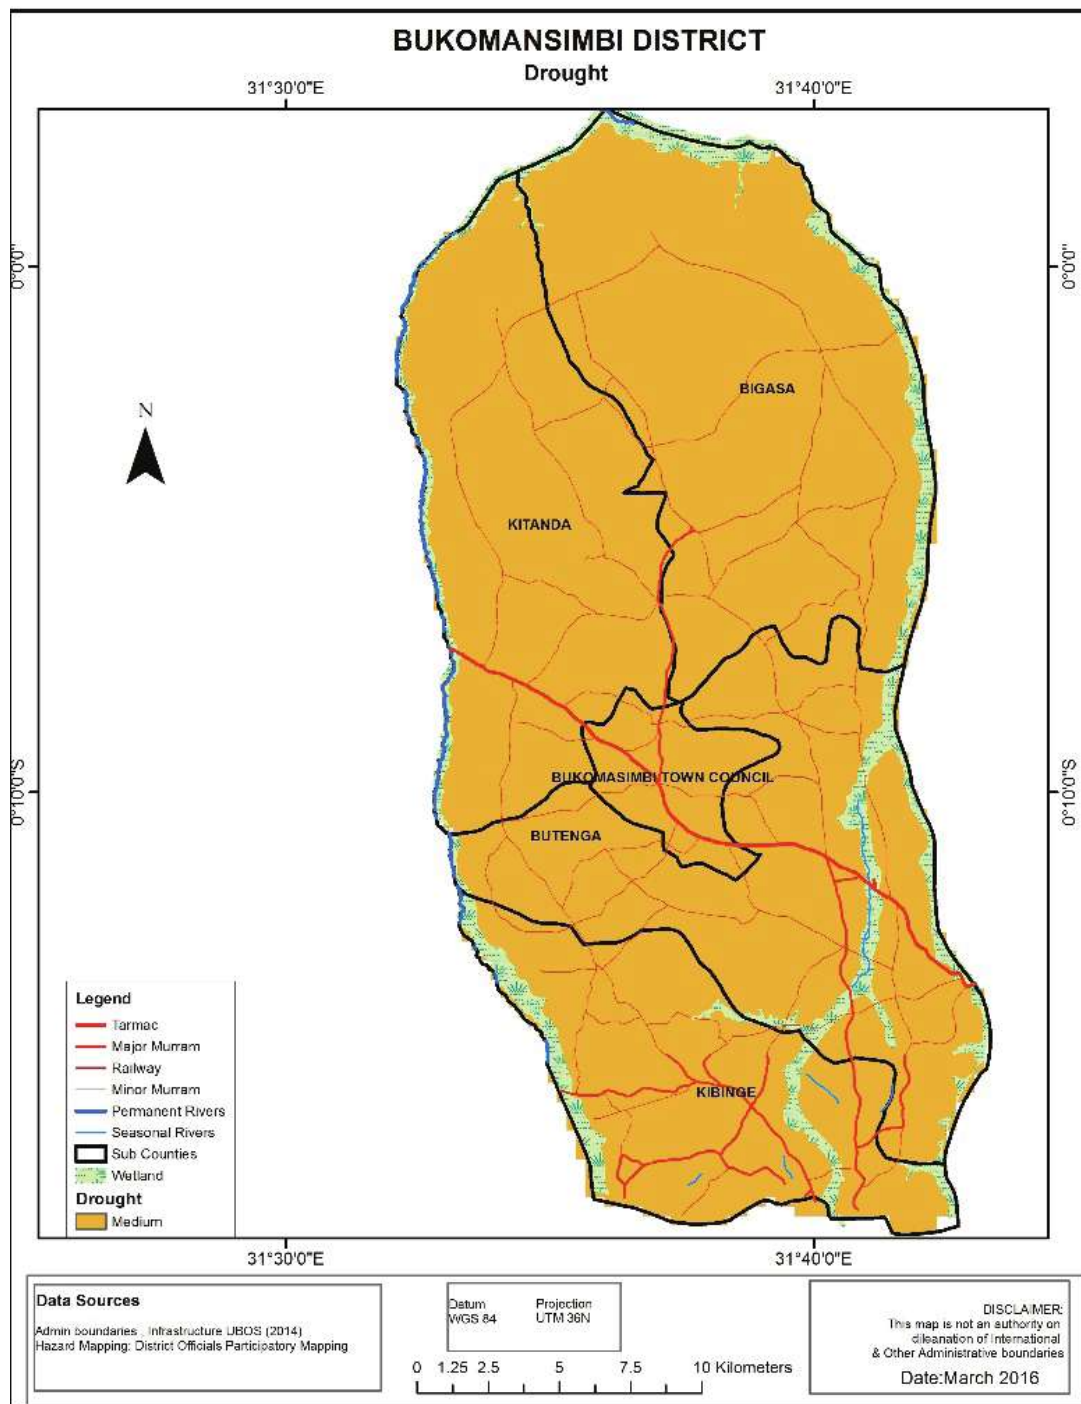 BUKOMANSIMBI DISTRICT
Drought
31°30'0"E
31°40'0"E
0°0'0"
0°0'0"
N
BIGASA
KITANDA
BUKOMASIMBI TOWN COUNCIL
BUTENGA
0°10'0"S
0°10'0"S
KIBINGE
Legend
Tarmac
Major Murram
Railway
Minor Murram
Permanent Rivers
Seasonal Rivers
Sub Counties
Wetland
Drought
Medium
31°30'0"E
31°40'0"E
Data Sources
Admin boundaries , Infrastructure UBOS (2014)
Hazard Mapping: District Officials Participatory Mapping
Datum
WGS 84
Projection
UTM 36N
0 1.25 2.5 5 7.5 10 Kilometers
DISCLAIMER:
This map is not an authority on
dileanation of International
& Other Administrative boundaries
Date:March 2016